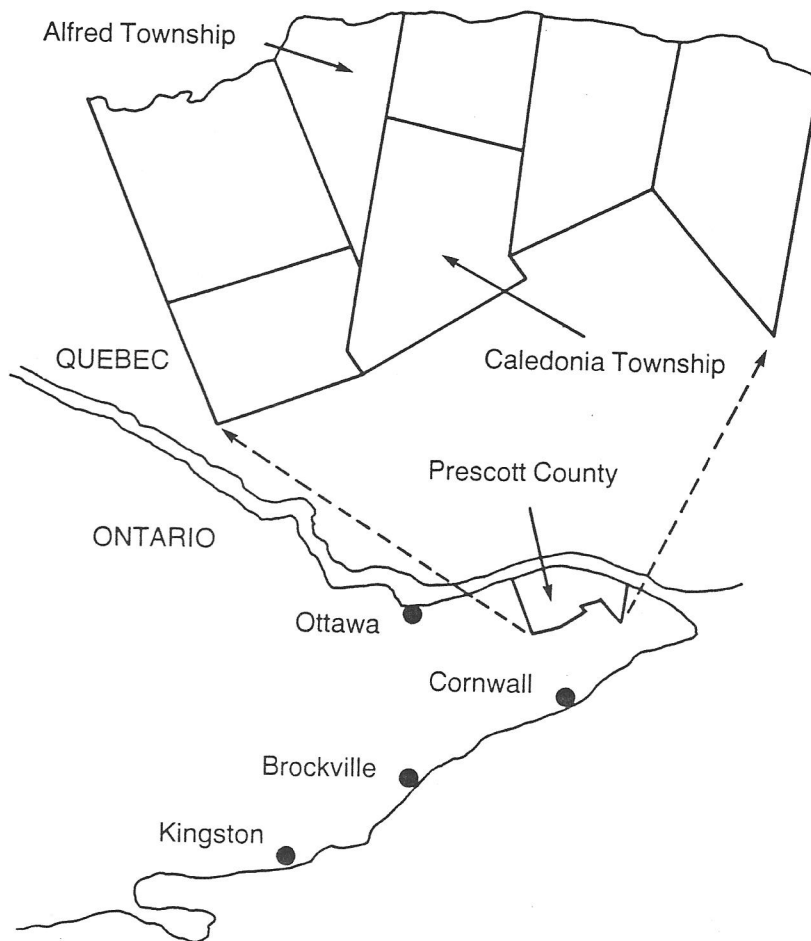 Alfred Township
QUEBEC
Caledonia Township
Prescott County
ONTARIO
Ottawa
Cornwall
Brockville
Kingston